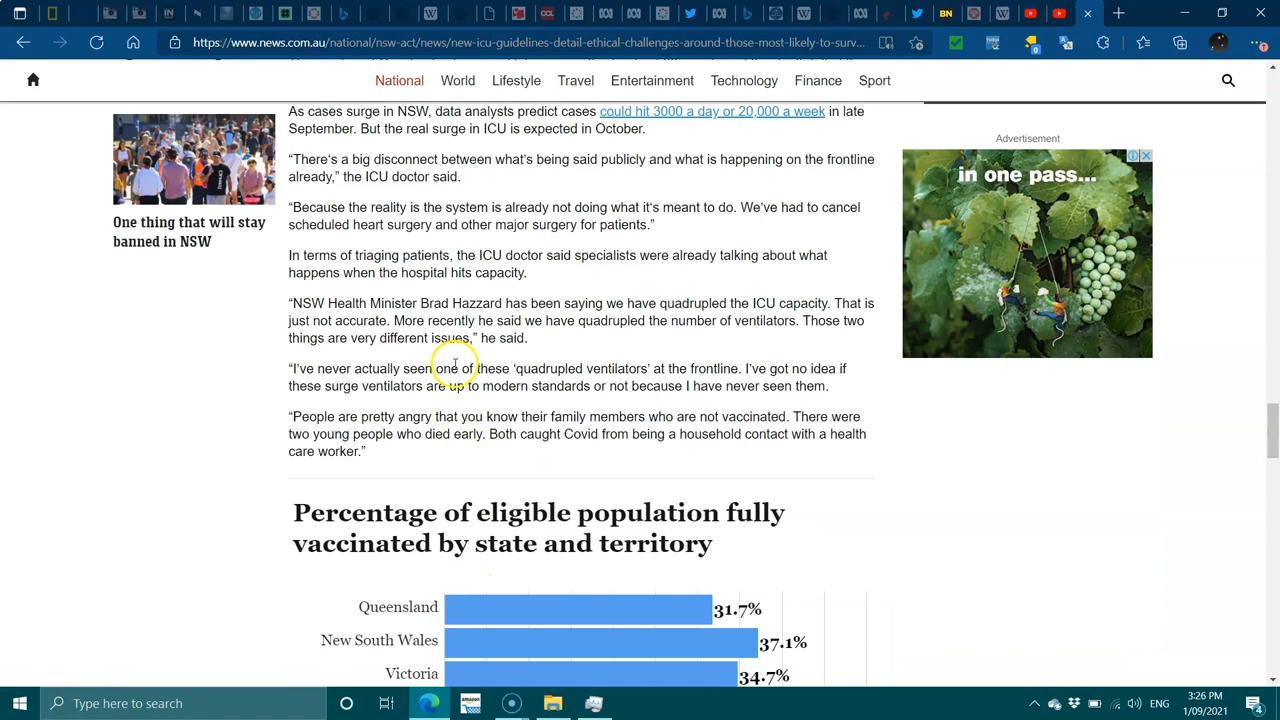 https://www.news.com.au/national/nsw-act/news/new-icu-guidelines-detail-ethical-challenges-around-those-most-likely-to-surv...
National World Lifestyle Travel Entertainment Technology Finance Sport
As cases surge in NSW, data analysts predict cases could hit 3000 a day or 20,000 a week in late
September. But the real surge in ICU is expected in October.
“There‘s a big disconnect between what’s being said publicly and what is happening on the frontline
already,” the ICU doctor said.
“Because the reality is the system is already not doing what it‘s meant to do. We’ve had to cancel
scheduled heart surgery and other major surgery for patients.”
In terms of triaging patients, the ICU doctor said specialists were already talking about what
happens when the hospital hits capacity.
“NSW Health Minister Brad Hazzard has been saying we have quadrupled the ICU capacity. That is
just not accurate. More recently he said we have quadrupled the number of ventilators. Those two
things are very different issues,” he said.
“I’ve never actually seen one of these ‘quadrupled ventilators’ at the frontline. I’ve got no idea if
these surge ventilators are up to modern standards or not because I have never seen them.
“People are pretty angry that you know their family members who are not vaccinated. There were
two young people who died early. Both caught Covid from being a household contact with a health
care worker.”
One thing that will stay
banned in NSW
Advertisement
in one pass...
Percentage of eligible population fully
vaccinated by state and territory
Queensland 31.7%
New South Wales 37.1%
Victoria 34.7%
Type here to search
amazon
ENG
3:26 PM
1/09/2021
4